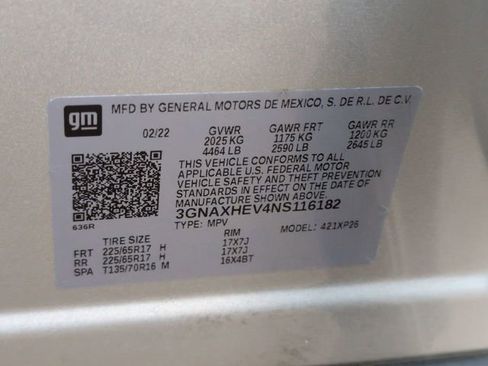 gm
MFD BY GENERAL MOTORS DE MEXICO, S. DE R.L. DE C.V.
02/22 GVWR GAWR FRT GAWR RR
2025 KG 1175 KG 1200 KG
4464 LB 2590 LB 2645 LB
THIS VEHICLE CONFORMS TO ALL
APPLICABLE U.S. FEDERAL MOTOR
VEHICLE SAFETY AND THEFT PREVENTION
STANDARDS IN EFFECT ON THE DATE OF
MANUFACTURE SHOWN ABOVE.
3GNAXHEV4NS116182
TYPE: MPV MODEL: 421XP26
636R
TIRE SIZE RIM
FRT 225/65R17 H 17X7J
RR 225/65R17 H 17X7J
SPA T135/70R16 M 16X4BT